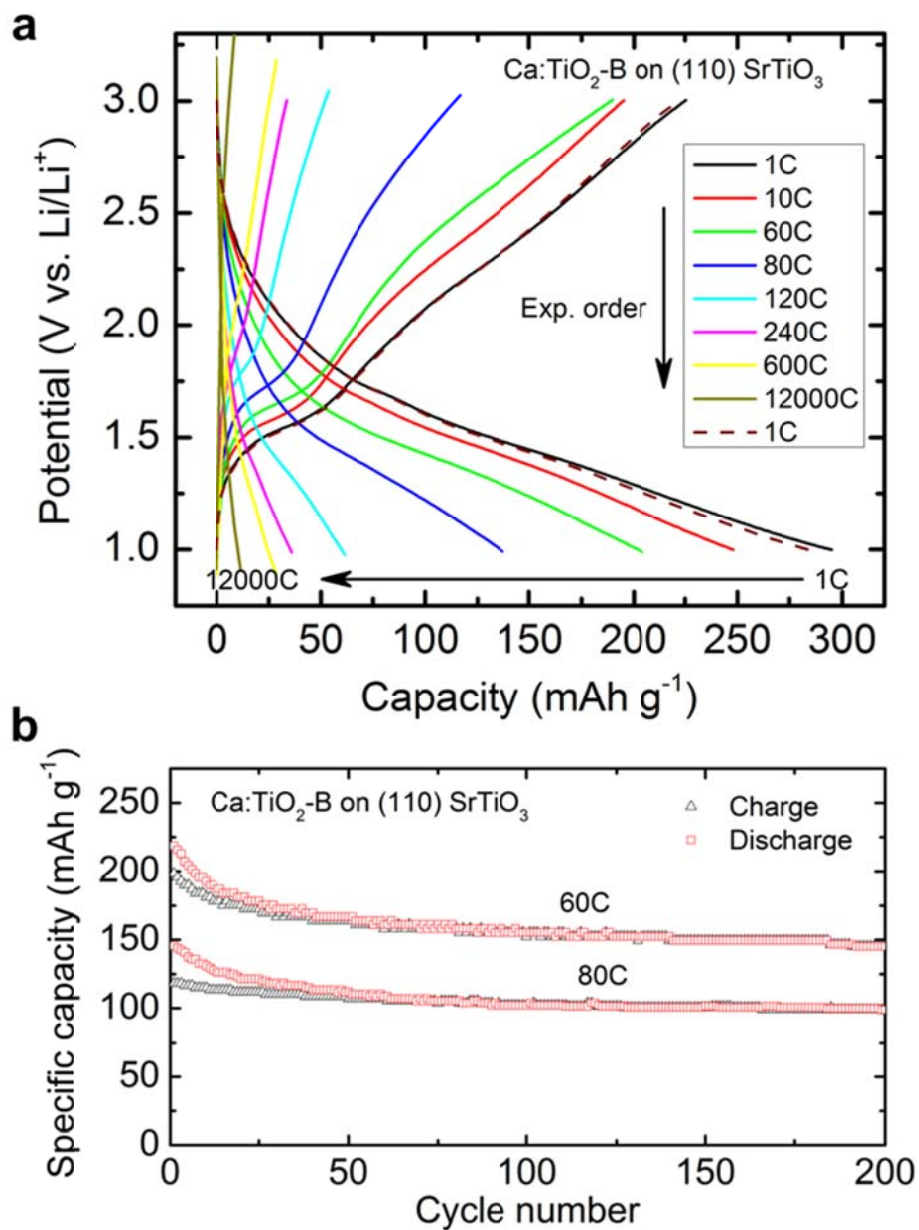 a
Ca:TiO₂-B on (110) SrTiO₃
Potential (V vs. Li/Li⁺)
3.0
2.5
2.0
1.5
1.0
1C
10C
60C
80C
120C
240C
600C
12000C
1C
Exp. order
12000C
1C
0 50 100 150 200 250 300
Capacity (mAh g⁻¹)
b
Specific capacity (mAh g⁻¹)
250
200
150
100
50
0
Ca:TiO₂-B on (110) SrTiO₃
Charge
Discharge
60C
80C
0 50 100 150 200
Cycle number